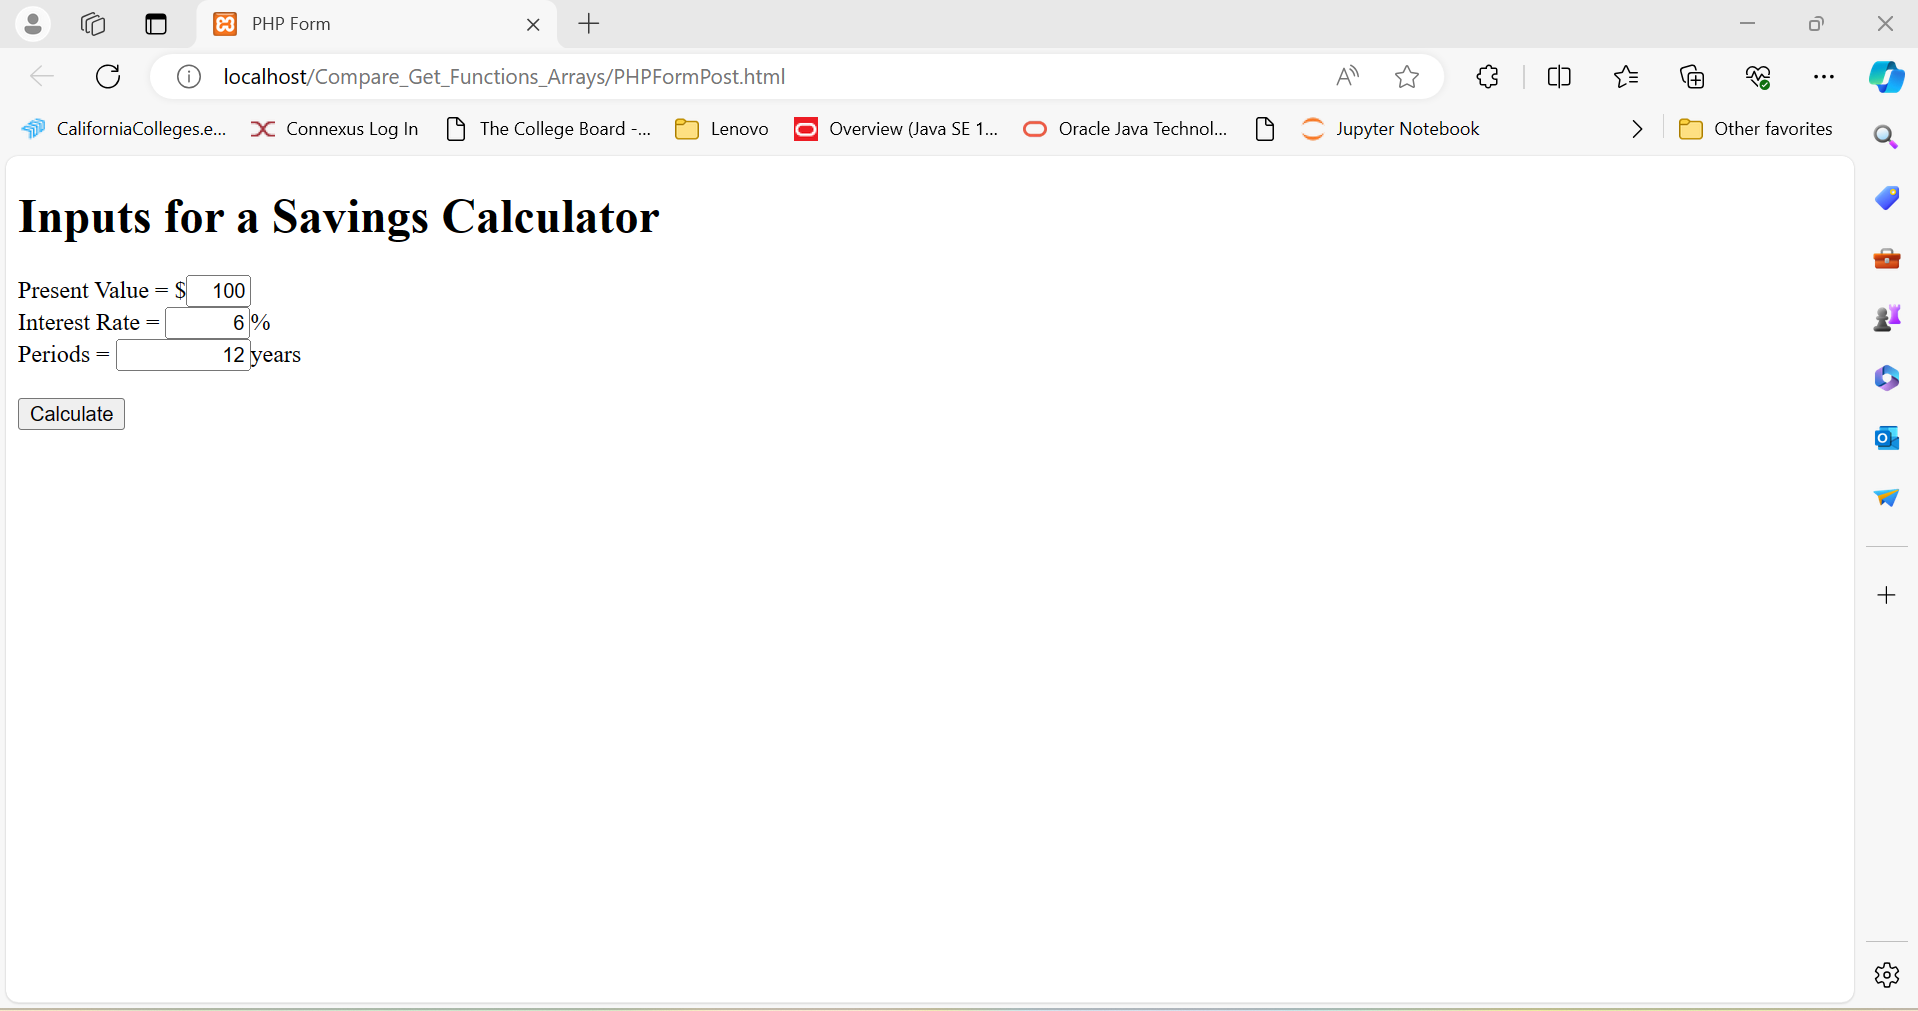 PHP Form
localhost/Compare_Get_Functions_Arrays/PHPFormPost.html
CaliforniaColleges.e... Connexus Log In The College Board -... Lenovo Overview (Java SE 1... Oracle Java Technol... Jupyter Notebook Other favorites
Inputs for a Savings Calculator
Present Value = $ 100
Interest Rate = 6 %
Periods = 12 years
Calculate